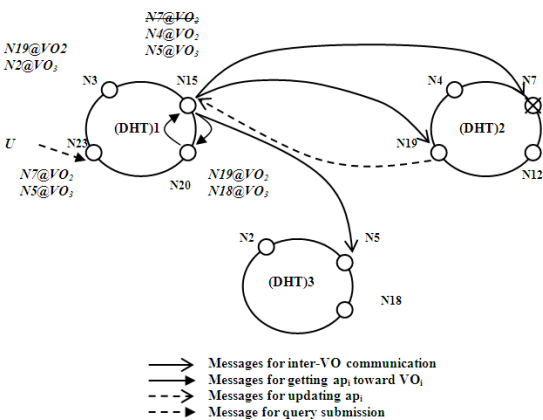 N7@VO₂
N19@VO2
N4@VO₂
N2@VO₃
N5@VO₃
N3
N15
N4
N7
(DHT)1
(DHT)2
U
N23
N19
N20
N12
N7@VO₂
N19@VO₂
N5@VO₃
N18@VO₃
N2
N5
(DHT)3
N18
Messages for inter-VO communication
Messages for getting apᵢ toward VOᵢ
Messages for updating apᵢ
Message for query submission